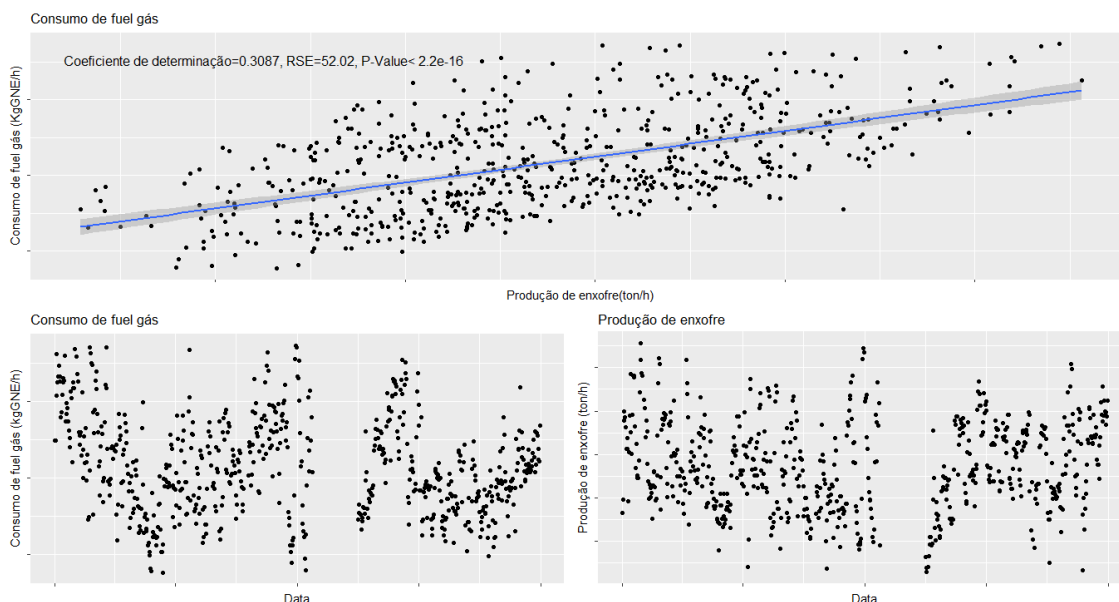 Consumo de fuel gás
Coeficiente de determinação=0.3087, RSE=52.02, P-Value< 2.2e-16
Consumo de fuel gás (KgGNE/h)
Produção de enxofre(ton/h)
Consumo de fuel gás
Consumo de fuel gás (kgGNE/h)
Data
Produção de enxofre
Produção de enxofre (ton/h)
Data